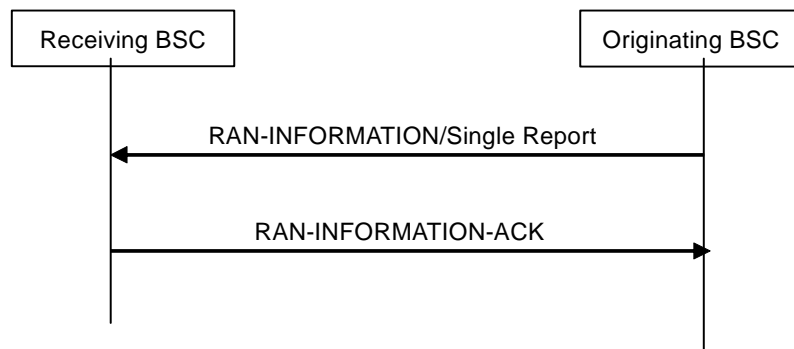 Receiving BSC
Originating BSC
RAN-INFORMATION/Single Report
RAN-INFORMATION-ACK